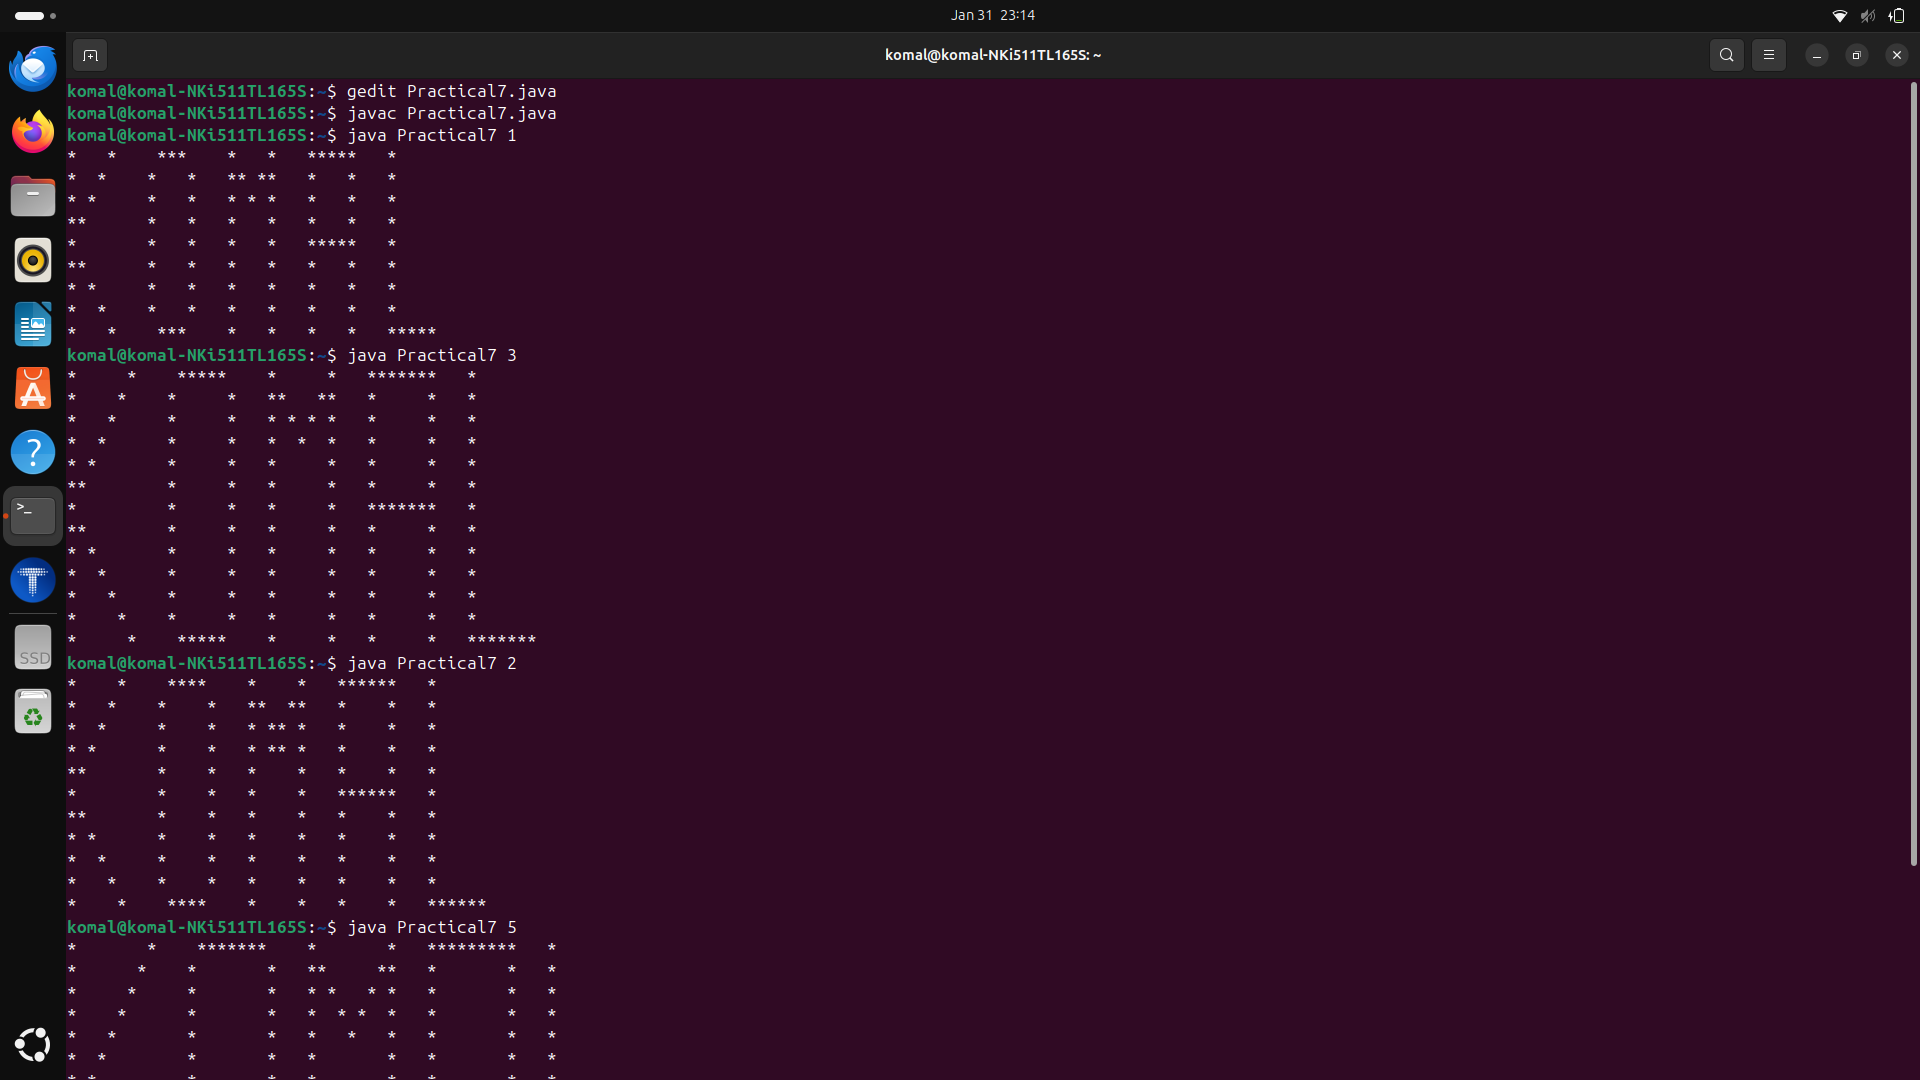 Jan 31 23:14
komal@komal-NKi511TL165S: ~
komal@komal-NKi511TL165S:~$ gedit Practical7.java
komal@komal-NKi511TL165S:~$ javac Practical7.java
komal@komal-NKi511TL165S:~$ java Practical7 1
*   *    ***    *   *   *****   *
*  *    *   *   ** **   *   *   *
* *     *   *   * * *   *   *   *
**      *   *   *   *   *   *   *
*       *   *   *   *   *****   *
**      *   *   *   *   *   *   *
* *     *   *   *   *   *   *   *
*  *    *   *   *   *   *   *   *
*   *    ***    *   *   *   *   *****
komal@komal-NKi511TL165S:~$ java Practical7 3
*     *    *****    *     *   *******   *
*    *    *     *   **   **   *     *   *
*   *     *     *   * * * *   *     *   *
*  *      *     *   *  *  *   *     *   *
* *       *     *   *     *   *     *   *
**        *     *   *     *   *     *   *
*         *     *   *     *   *******   *
**        *     *   *     *   *     *   *
* *       *     *   *     *   *     *   *
*  *      *     *   *     *   *     *   *
*   *     *     *   *     *   *     *   *
*    *    *     *   *     *   *     *   *
*     *    *****    *     *   *     *   *******
komal@komal-NKi511TL165S:~$ java Practical7 2
*    *    ****    *    *   ******   *
*   *    *    *   **  **   *    *   *
*  *     *    *   * ** *   *    *   *
* *      *    *   * ** *   *    *   *
**       *    *   *    *   *    *   *
*        *    *   *    *   ******   *
**       *    *   *    *   *    *   *
* *      *    *   *    *   *    *   *
*  *     *    *   *    *   *    *   *
*   *    *    *   *    *   *    *   *
*    *    ****    *    *   *    *   ******
komal@komal-NKi511TL165S:~$ java Practical7 5
*       *    *******    *       *   *********   *
*      *    *       *   **     **   *       *   *
*     *     *       *   * *   * *   *       *   *
*    *      *       *   *  * *  *   *       *   *
*   *       *       *   *   *   *   *       *   *
*  *        *       *   *       *   *       *   *
* *         *       *   *       *   *       *   *
SSD